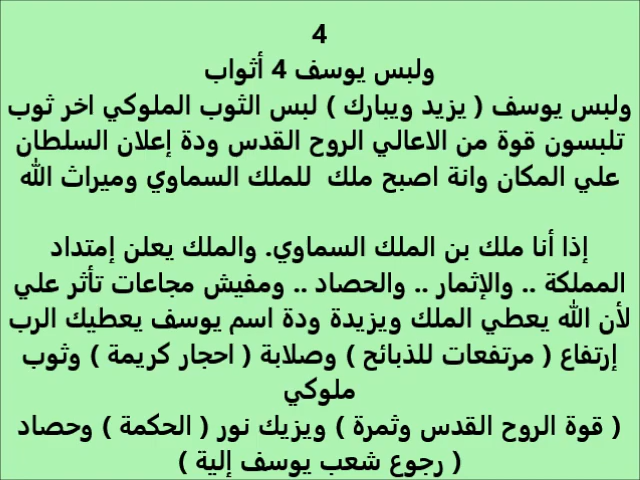 4
ولبس يوسف 4 أثواب
ولبس يوسف ( يزيد ويبارك ) لبس الثوب الملوكي اخر ثوب
تلبسون قوة من الاعالي الروح القدس ودة إعلان السلطان
علي المكان وانة اصبح ملك  للملك السماوي وميراث الله
إذا أنا ملك بن الملك السماوي. والملك يعلن إمتداد
المملكة .. والإثمار .. والحصاد .. ومفيش مجاعات تأثر علي
لأن الله يعطي الملك ويزيدة ودة اسم يوسف يعطيك الرب
إرتفاع ( مرتفعات للذبائح ) وصلابة ( احجار كريمة ) وثوب
ملوكي
( قوة الروح القدس وثمرة ) ويزيك نور ( الحكمة ) وحصاد
( رجوع شعب يوسف إلية )